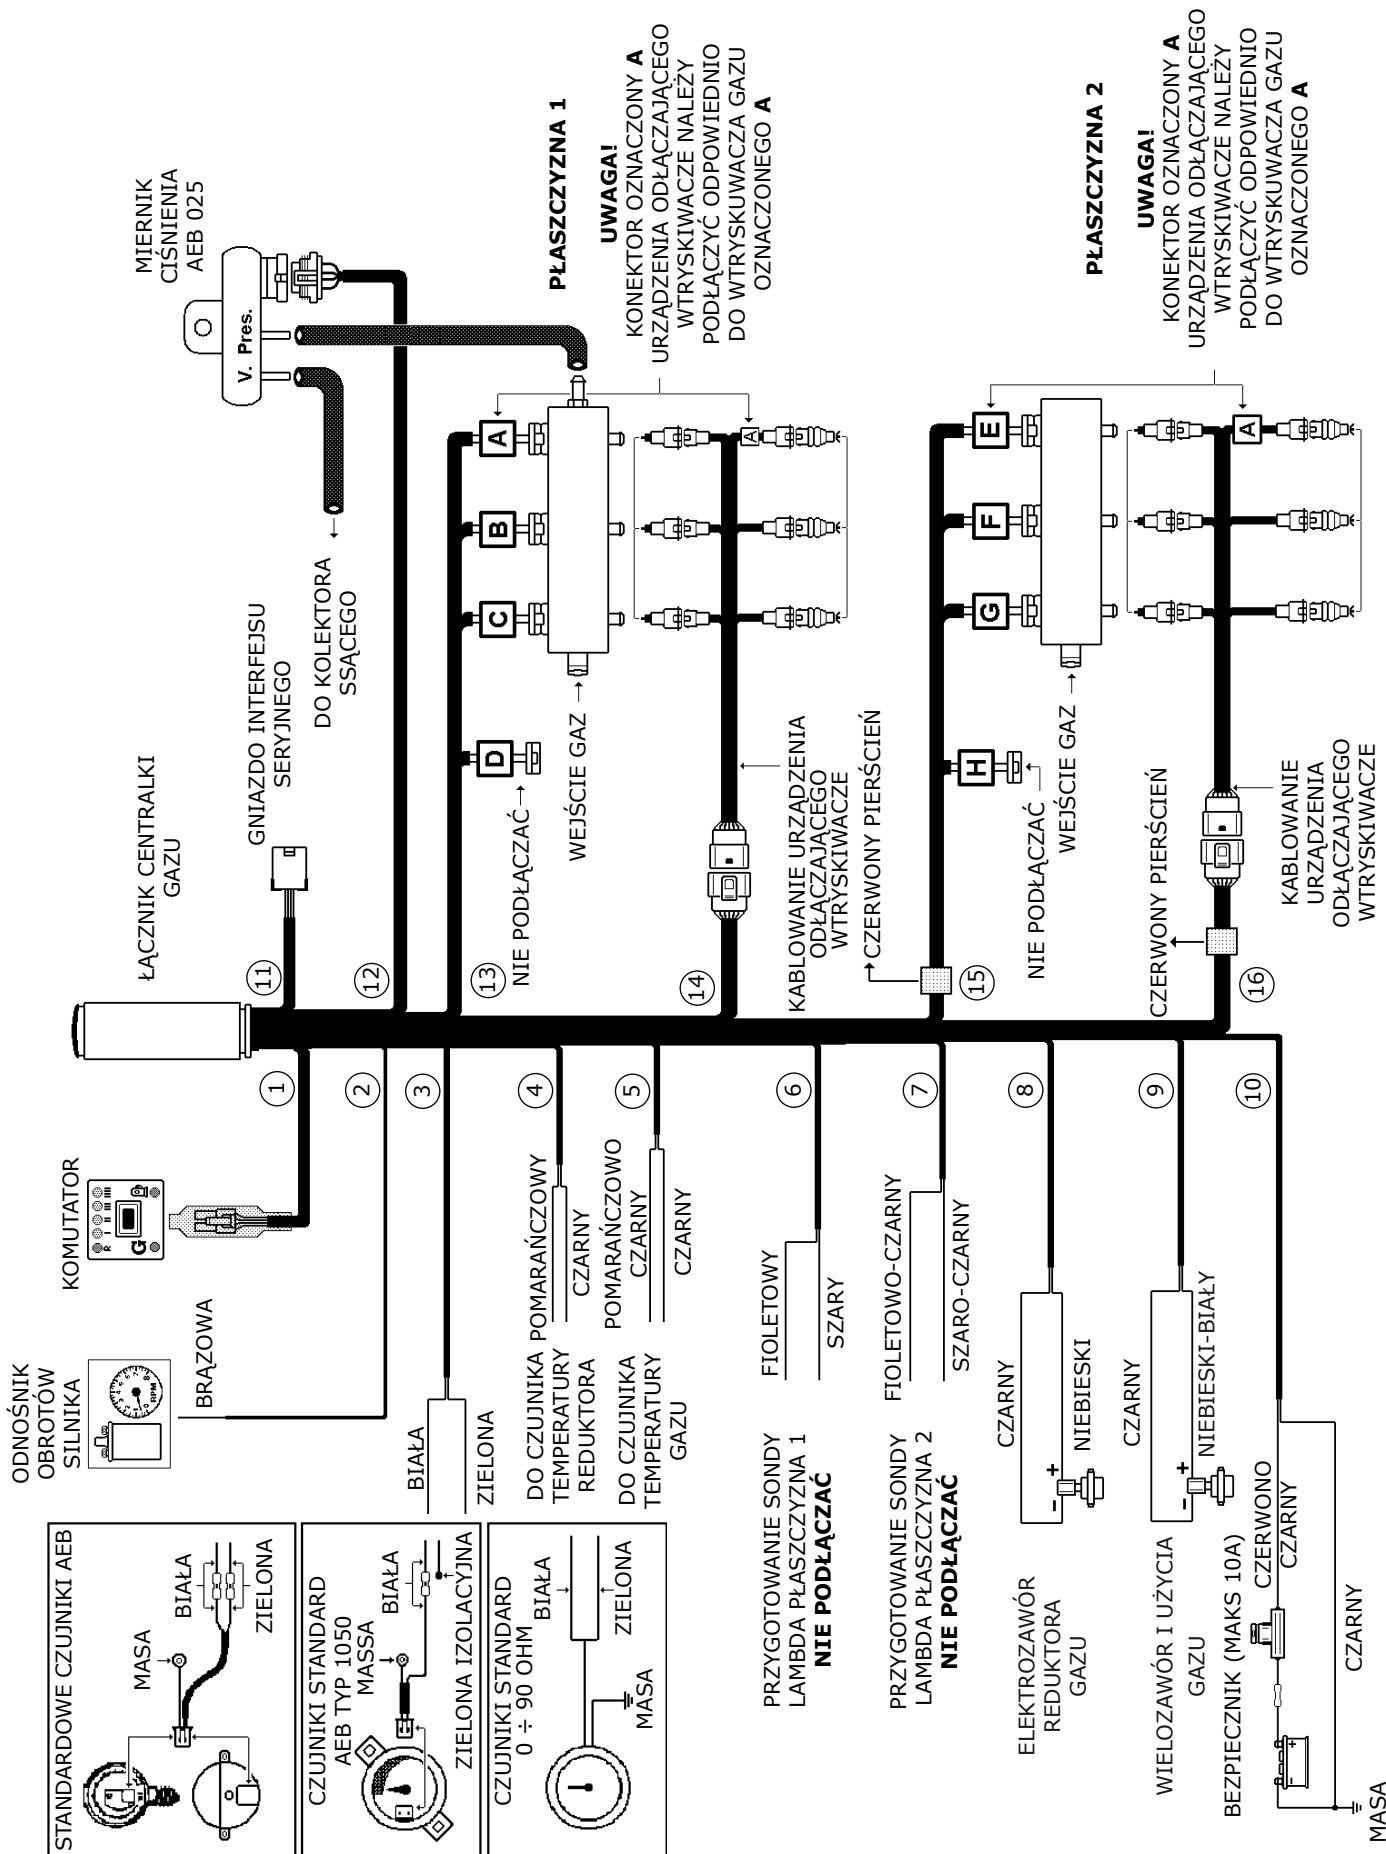 STANDARDOWE CZUJNIKI AEB
MASA
BIAŁA
ZIELONA
CZUJNIKI STANDARD
AEB TYP 1050
MASSA
BIAŁA
ZIELONA IZOLACYJNA
CZUJNIKI STANDARD
0 ÷ 90 OHM
BIAŁA
ZIELONA
MASA
ODNOŚNIK
OBROTÓW
SILNIKA
RPM
BRĄZOWA
KOMUTATOR
R I II III IIII
G
BIAŁA
ZIELONA
DO CZUJNIKA
TEMPERATURY
REDUKTORA
POMARAŃCZOWY
CZARNY
DO CZUJNIKA
TEMPERATURY
GAZU
POMARAŃCZOWO
CZARNY
CZARNY
PRZYGOTOWANIE SONDY
LAMBDA PŁASZCZYZNA 1
NIE PODŁĄCZAĆ
FIOLETOWY
SZARY
PRZYGOTOWANIE SONDY
LAMBDA PŁASZCZYZNA 2
NIE PODŁĄCZAĆ
FIOLETOWO-CZARNY
SZARO-CZARNY
ELEKTROZAWÓR
REDUKTORA
GAZU
CZARNY
− +
NIEBIESKI
WIELOZAWÓR I UŻYCIA
GAZU
CZARNY
− +
NIEBIESKI-BIAŁY
BEZPIECZNIK (MAKS 10A)
CZERWONO
CZARNY
- +
CZARNY
MASA
1
2
3
4
5
6
7
8
9
10
ŁĄCZNIK CENTRALKI
GAZU
11
12
13
14
15
16
GNIAZDO INTERFEJSU
SERYJNEGO
DO KOLEKTORA
SSĄCEGO
MIERNIK
CIŚNIENIA
AEB 025
V. Pres.
D
C
B
A
NIE PODŁĄCZAĆ
WEJŚCIE GAZ
A
KABLOWANIE URZĄDZENIA
ODŁĄCZAJĄCEGO
WTRYSKIWACZE
PŁASZCZYZNA 1
UWAGA!
KONEKTOR OZNACZONY A
URZĄDZENIA ODŁĄCZAJĄCEGO
WTRYSKIWACZE NALEŻY
PODŁĄCZYĆ ODPOWIEDNIO
DO WTRYSKUWACZA GAZU
OZNACZONEGO A
CZERWONY PIERŚCIEŃ
H
G
F
E
NIE PODŁĄCZAĆ
WEJŚCIE GAZ
A
CZERWONY PIERŚCIEŃ
KABLOWANIE
URZĄDZENIA
ODŁĄCZAJĄCEGO
WTRYSKIWACZE
PŁASZCZYZNA 2
UWAGA!
KONEKTOR OZNACZONY A
URZĄDZENIA ODŁĄCZAJĄCEGO
WTRYSKIWACZE NALEŻY
PODŁĄCZYĆ ODPOWIEDNIO
DO WTRYSKUWACZA GAZU
OZNACZONEGO A